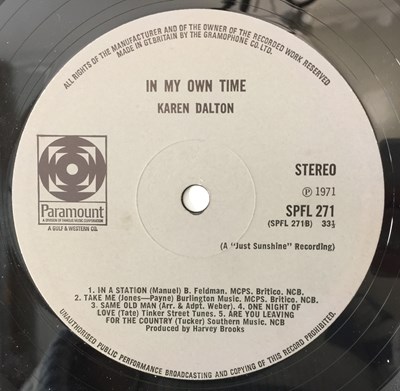 ALL RIGHTS OF THE MANUFACTURER AND OF THE OWNER OF THE RECORDED WORK RESERVED
MADE IN GT. BRITAIN BY THE GRAMOPHONE CO. LTD.
IN MY OWN TIME
KAREN DALTON
STEREO
Ⓟ 1971
SPFL 271
(SPFL 271B) 33⅓
Paramount
A GULF & WESTERN CO.
(A "Just Sunshine" Recording)
1. IN A STATION (Manuel) B. Feldman. MCPS. Britico. NCB.
2. TAKE ME (Jones—Payne) Burlington Music. MCPS. Britico. NCB.
3. SAME OLD MAN (Arr. & Adpt. Weber). 4. ONE NIGHT OF
LOVE (Tate) Tinker Street Tunes. 5. ARE YOU LEAVING
FOR THE COUNTRY (Tucker) Southern Music. NCB
Produced by Harvey Brooks
UNAUTHORISED PUBLIC PERFORMANCE BROADCASTING AND COPYING OF THIS RECORD PROHIBITED.